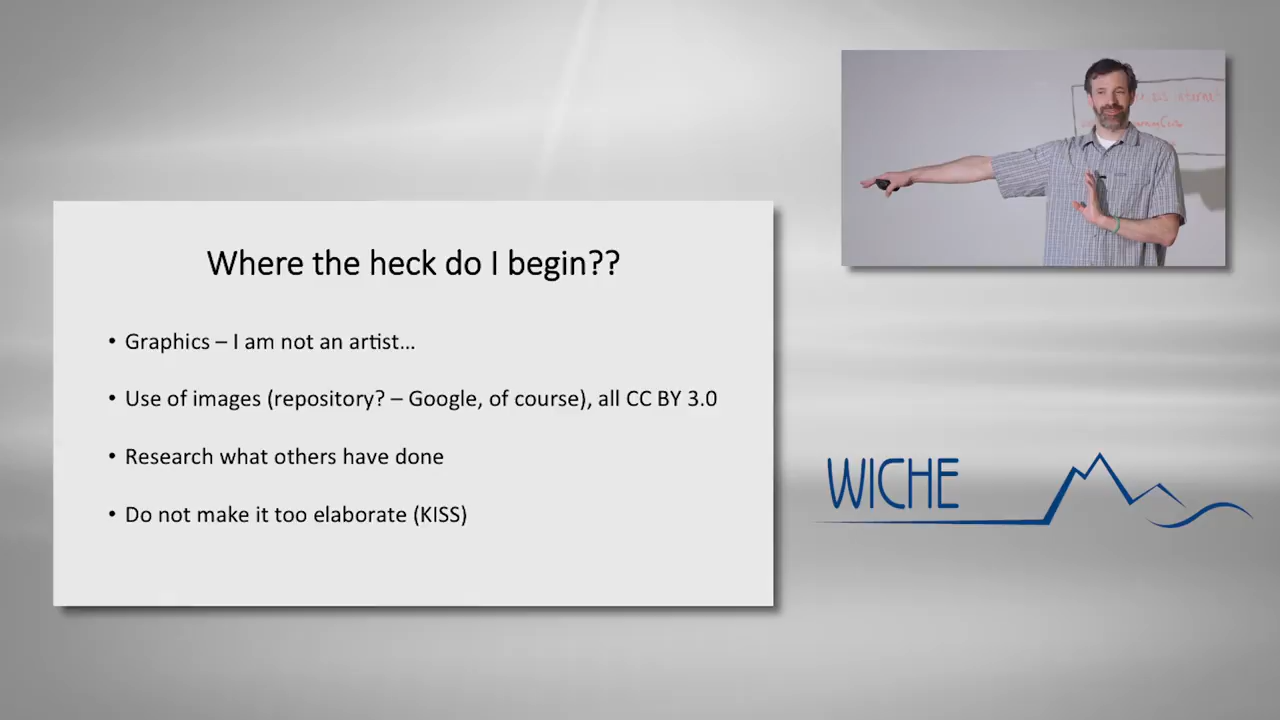 Where the heck do I begin??
• Graphics – I am not an artist...
• Use of images (repository? – Google, of course), all CC BY 3.0
• Research what others have done
• Do not make it too elaborate (KISS)
internet
WICHE